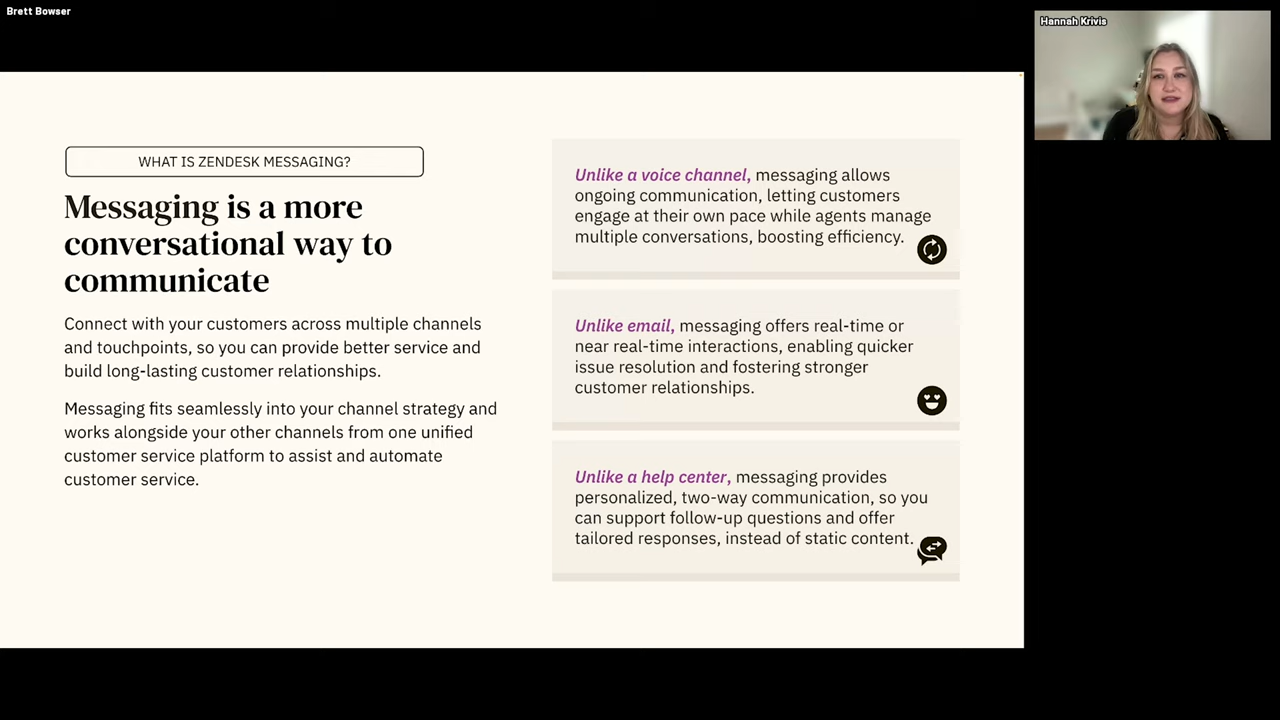 Brett Bowser
Hannah Krivis
WHAT IS ZENDESK MESSAGING?
Messaging is a more
conversational way to
communicate
Connect with your customers across multiple channels
and touchpoints, so you can provide better service and
build long-lasting customer relationships.
Messaging fits seamlessly into your channel strategy and
works alongside your other channels from one unified
customer service platform to assist and automate
customer service.
Unlike a voice channel, messaging allows
ongoing communication, letting customers
engage at their own pace while agents manage
multiple conversations, boosting efficiency.
Unlike email, messaging offers real-time or
near real-time interactions, enabling quicker
issue resolution and fostering stronger
customer relationships.
Unlike a help center, messaging provides
personalized, two-way communication, so you
can support follow-up questions and offer
tailored responses, instead of static content.